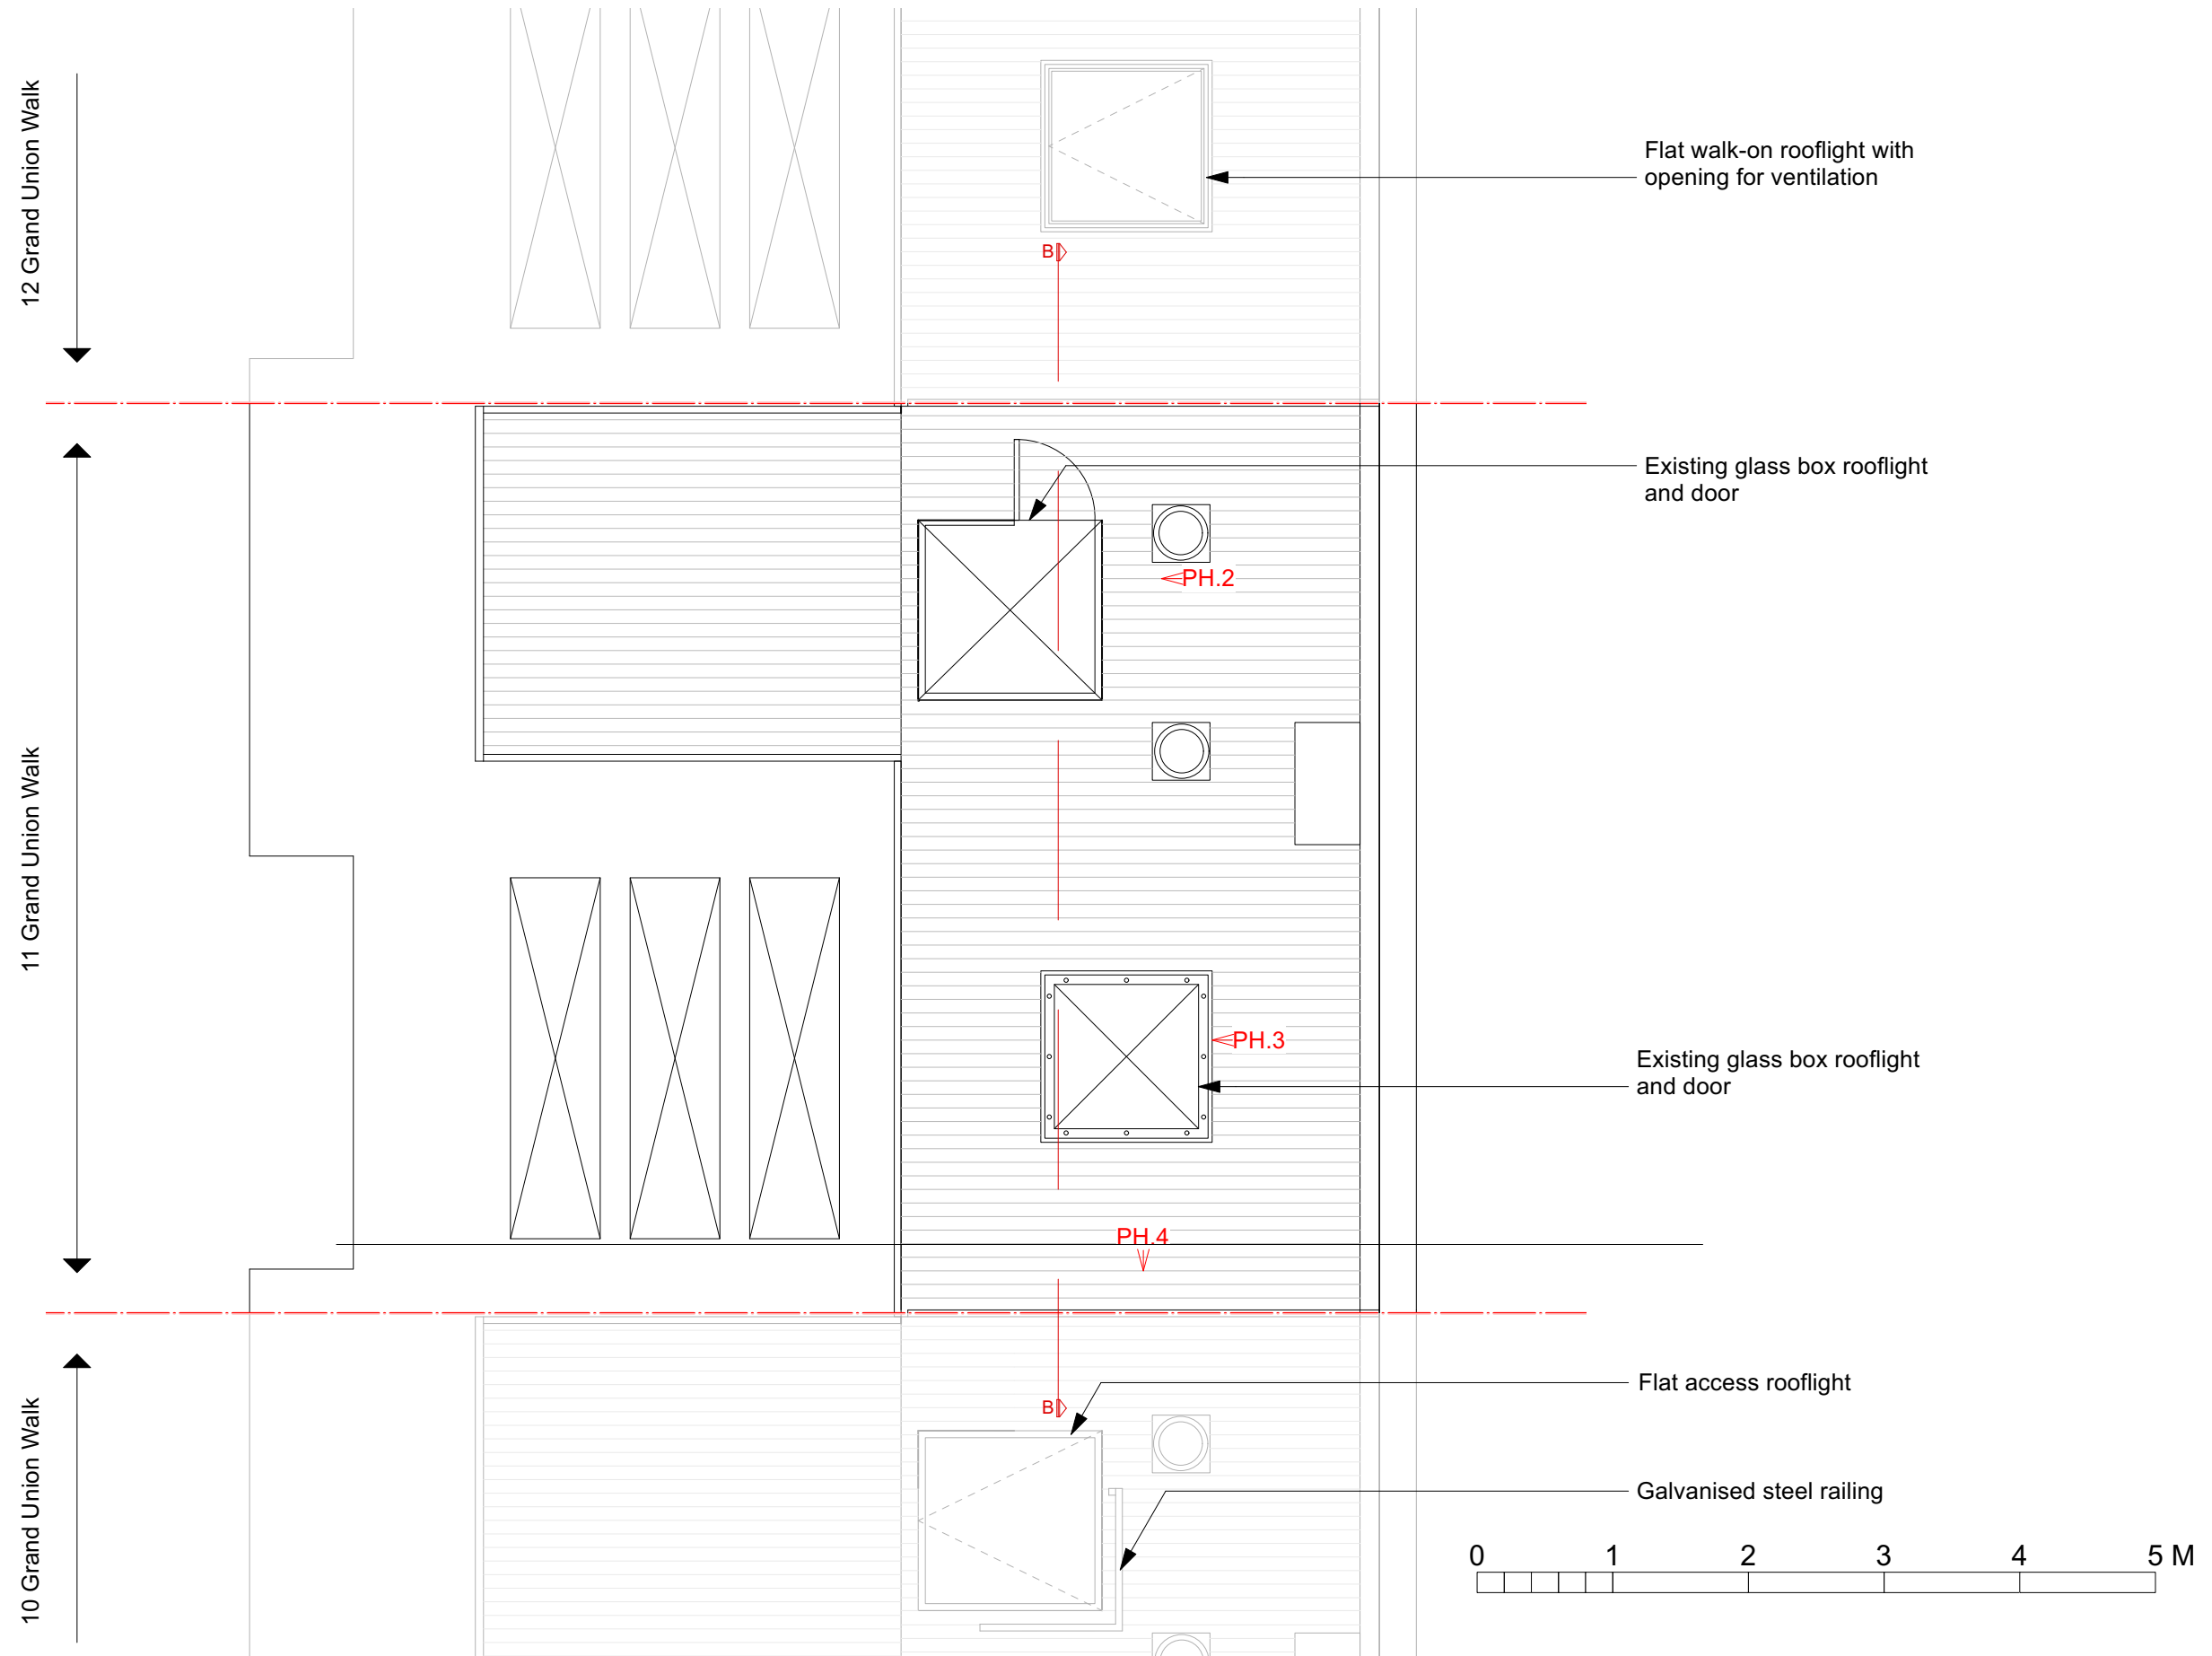 12 Grand Union Walk
Flat walk-on rooflight with
opening for ventilation
B
Existing glass box rooflight
and door
PH.2
11 Grand Union Walk
PH.3
Existing glass box rooflight
and door
PH.4
Flat access rooflight
B
10 Grand Union Walk
Galvanised steel railing
0 1 2 3 4 5 M